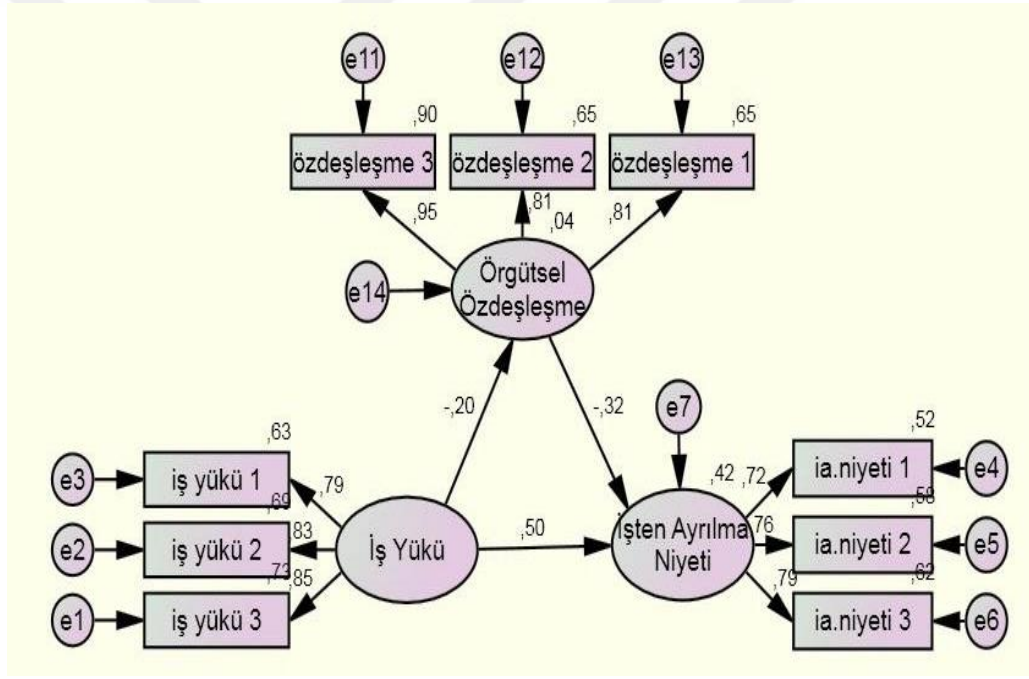 e11 e12 e13
,90 ,65 ,65
özdeşleşme 3 özdeşleşme 2 özdeşleşme 1
,95 ,81 ,04 ,81
e14
Örgütsel
Özdeşleşme
-,20 -,32
e7
,63 ,52
e3 iş yükü 1 ,79 ,42 ,72 ia.niyeti 1 e4
,69 ,83 ,76 ,58
e2 iş yükü 2 İş Yükü ,50 İşten Ayrılma
Niyeti ia.niyeti 2 e5
,73 ,85 ,79 ,62
e1 iş yükü 3 ia.niyeti 3 e6